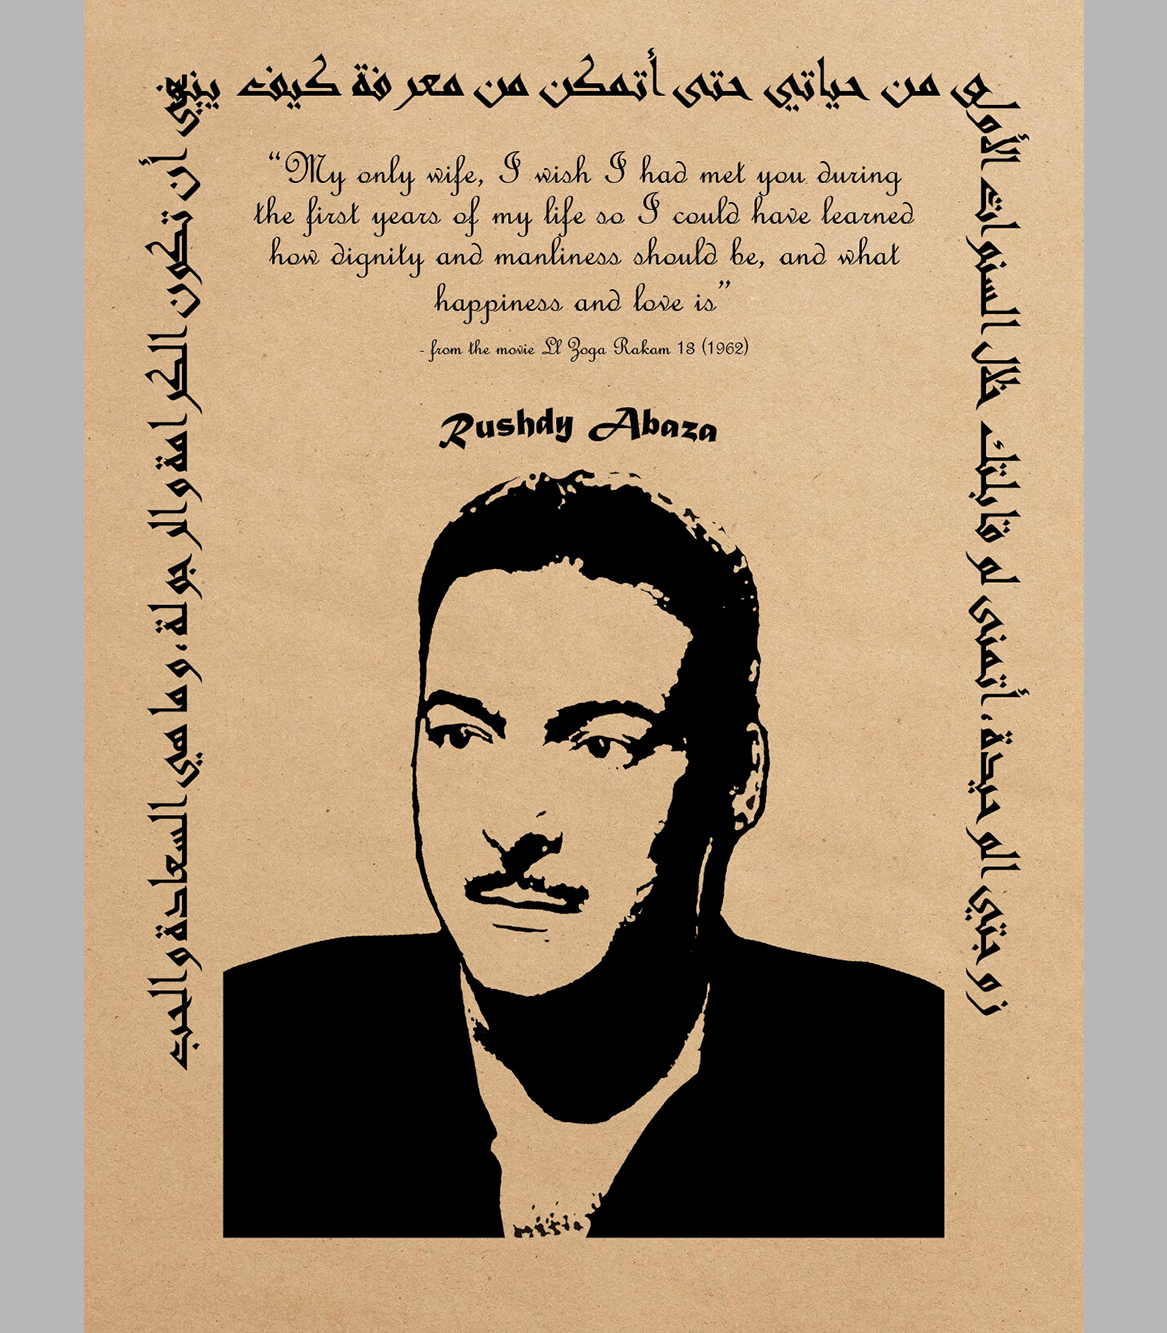 زوجتي الوحيدة، أتمنى لو قابلتك خلال السنوات الأولى من حياتي حتى أتمكن من معرفة كيف ينبغي أن تكون الكرامة والرجولة، وما هي السعادة والحب
“My only wife, I wish I had met you during
the first years of my life so I could have learned
how dignity and manliness should be, and what
happiness and love is”
- from the movie El Zoga Rakam 13 (1962)
Rushdy Abaza